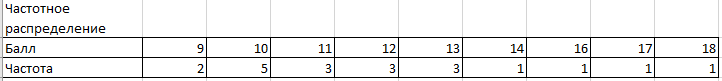 Частотное
распределение
Балл 9 10 11 12 13 14 16 17 18
Частота 2 5 3 3 3 1 1 1 1